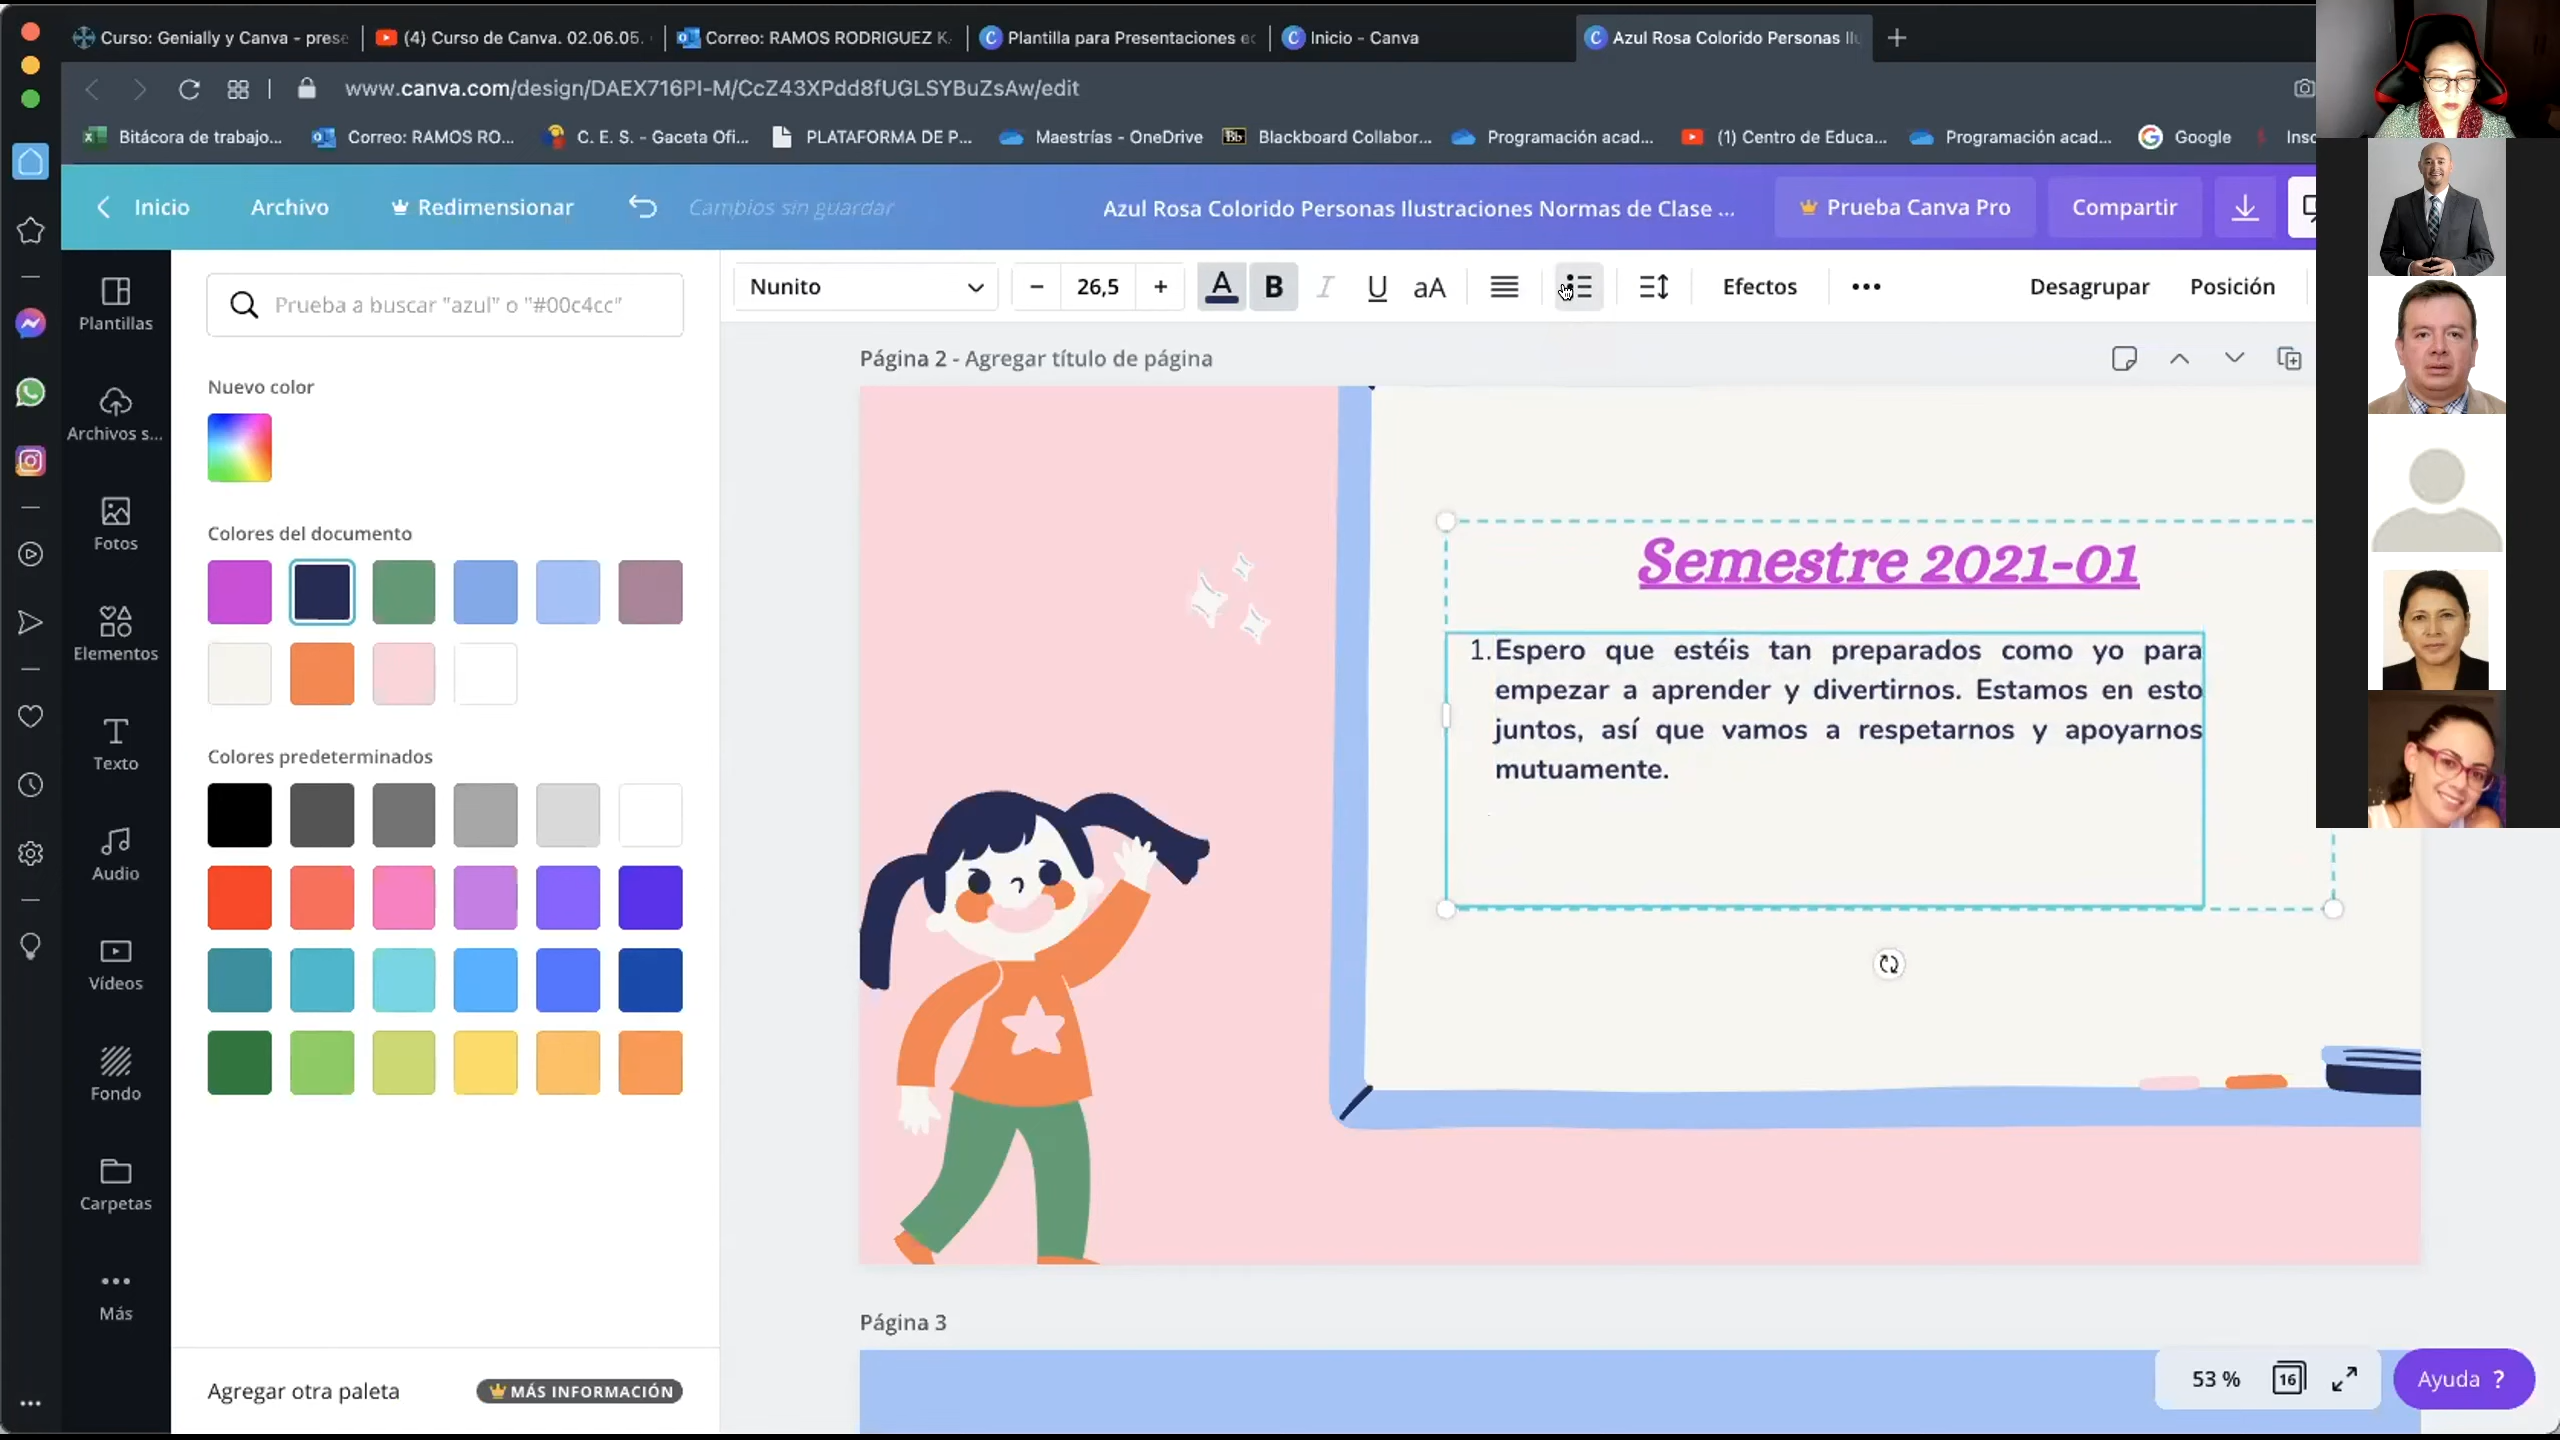 Curso: Genially y Canva - prese
(4) Curso de Canva. 02.06.05.
Correo: RAMOS RODRIGUEZ K.
Plantilla para Presentaciones ec
Inicio - Canva
Azul Rosa Colorido Personas Ilu
www.canva.com/design/DAEX716PI-M/CcZ43XPdd8fUGLSYBuZsAw/edit
Bitácora de trabajo...
Correo: RAMOS RO...
C. E. S. - Gaceta Ofi...
PLATAFORMA DE P...
Maestrías - OneDrive
Bb
Blackboard Collabor...
Programación acad...
(1) Centro de Educa...
Programación acad...
Google
Insc
Inicio
Archivo
Redimensionar
Cambios sin guardar
Azul Rosa Colorido Personas Ilustraciones Normas de Clase ...
Prueba Canva Pro
Compartir
Plantillas
Archivos s...
Fotos
Elementos
Texto
Audio
Vídeos
Fondo
Carpetas
Más
Prueba a buscar "azul" o "#00c4cc"
Nuevo color
Colores del documento
Colores predeterminados
Agregar otra paleta
MÁS INFORMACIÓN
Nunito
26,5
A B I U aA
Efectos
Desagrupar
Posición
Página 2 - Agregar título de página
Semestre 2021-01
1. Espero que estéis tan preparados como yo para
empezar a aprender y divertirnos. Estamos en esto
juntos, así que vamos a respetarnos y apoyarnos
mutuamente.
Página 3
53 %
16
Ayuda ?